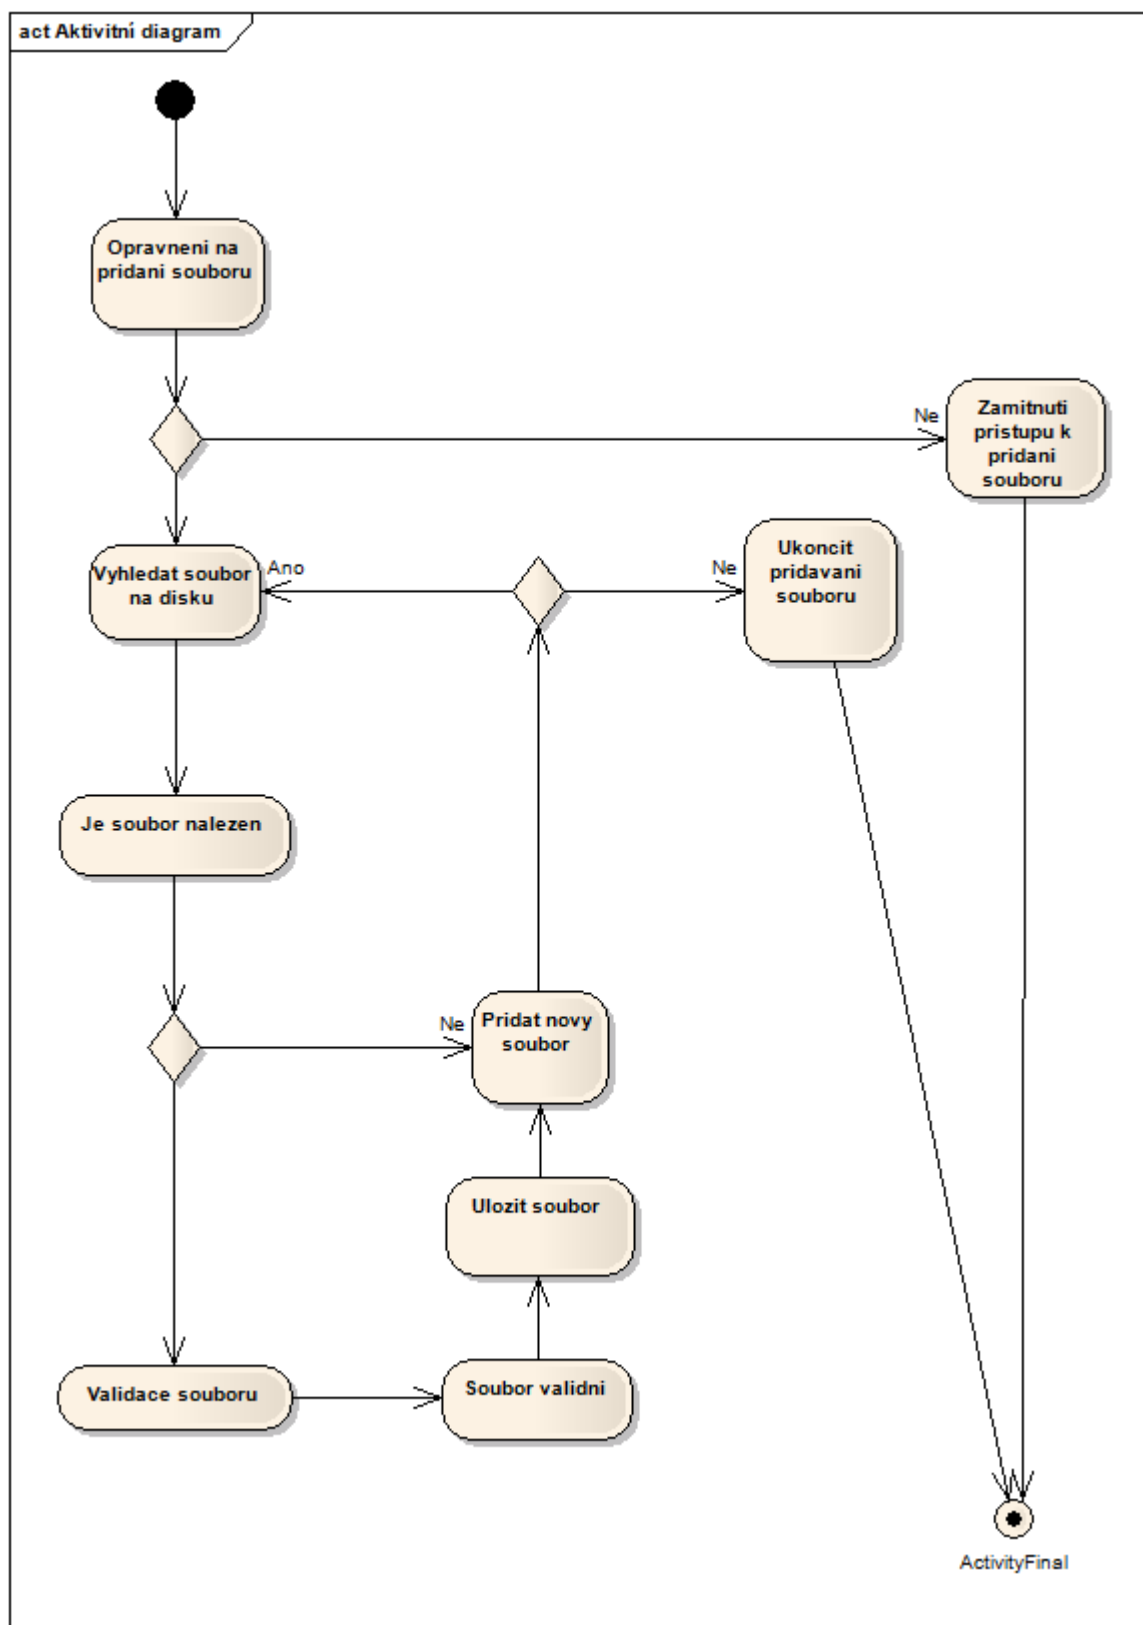 act Aktivitní diagram
Opravneni na
pridani souboru
Ne
Zamitnuti
pristupu k
pridani
souboru
Vyhledat soubor
na disku
Ano
Ne
Ukoncit
pridavani
souboru
Je soubor nalezen
Ne
Pridat novy
soubor
Ulozit soubor
Validace souboru
Soubor validni
ActivityFinal